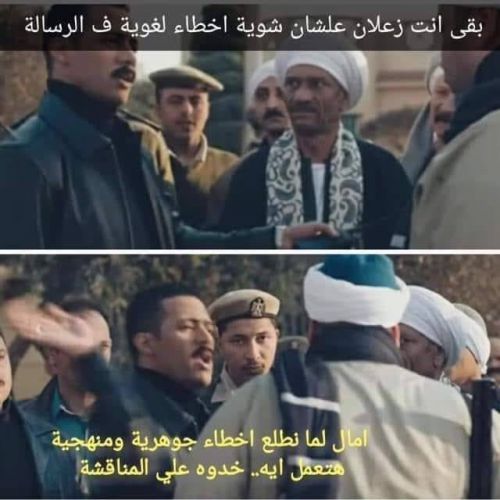 بقى انت زعلان علشان شوية اخطاء لغوية ف الرسالة
امال لما نطلع اخطاء جوهرية ومنهجية
هتعمل ايه.. خدوه علي المناقشة